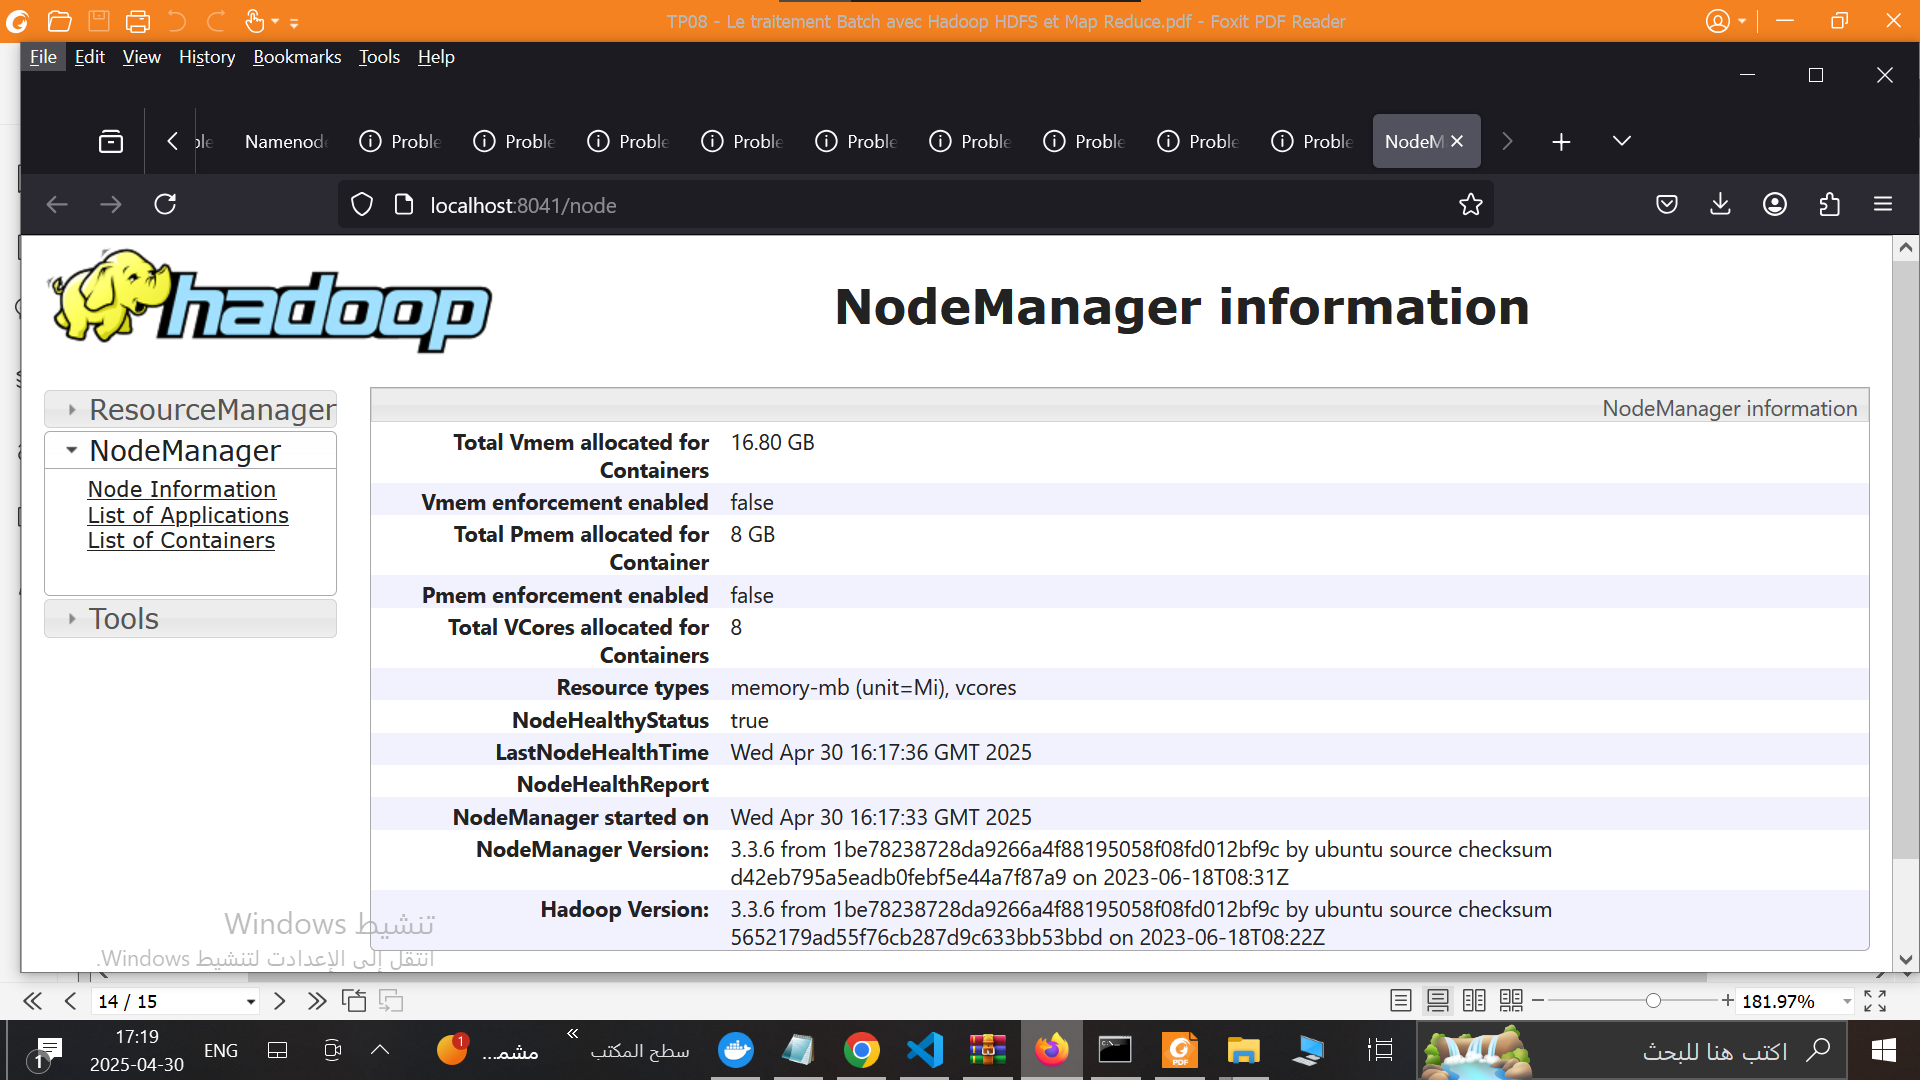 TP08 - Le traitement Batch avec Hadoop HDFS et Map Reduce.pdf - Foxit PDF Reader
File Edit View History Bookmarks Tools Help
Namenod Proble Proble Proble Proble Proble Proble Proble Proble Proble NodeM
localhost:8041/node
hadoop
NodeManager information
ResourceManager
NodeManager
Node Information
List of Applications
List of Containers
Tools
NodeManager information
Total Vmem allocated for Containers 16.80 GB
Vmem enforcement enabled false
Total Pmem allocated for Container 8 GB
Pmem enforcement enabled false
Total VCores allocated for Containers 8
Resource types memory-mb (unit=Mi), vcores
NodeHealthyStatus true
LastNodeHealthTime Wed Apr 30 16:17:36 GMT 2025
NodeHealthReport
NodeManager started on Wed Apr 30 16:17:33 GMT 2025
NodeManager Version: 3.3.6 from 1be78238728da9266a4f88195058f08fd012bf9c by ubuntu source checksum
d42eb795a5eadb0febf5e44a7f87a9 on 2023-06-18T08:31Z
Hadoop Version: 3.3.6 from 1be78238728da9266a4f88195058f08fd012bf9c by ubuntu source checksum
5652179ad55f76cb287d9c633bb53bbd on 2023-06-18T08:22Z
تنشيط Windows
انتقل إلى الإعدادت لتنشيط Windows.
14 / 15
181.97%
17:19
2025-04-30
ENG
1
1
مشم...
سطح المكتب
PDF
اكتب هنا للبحث